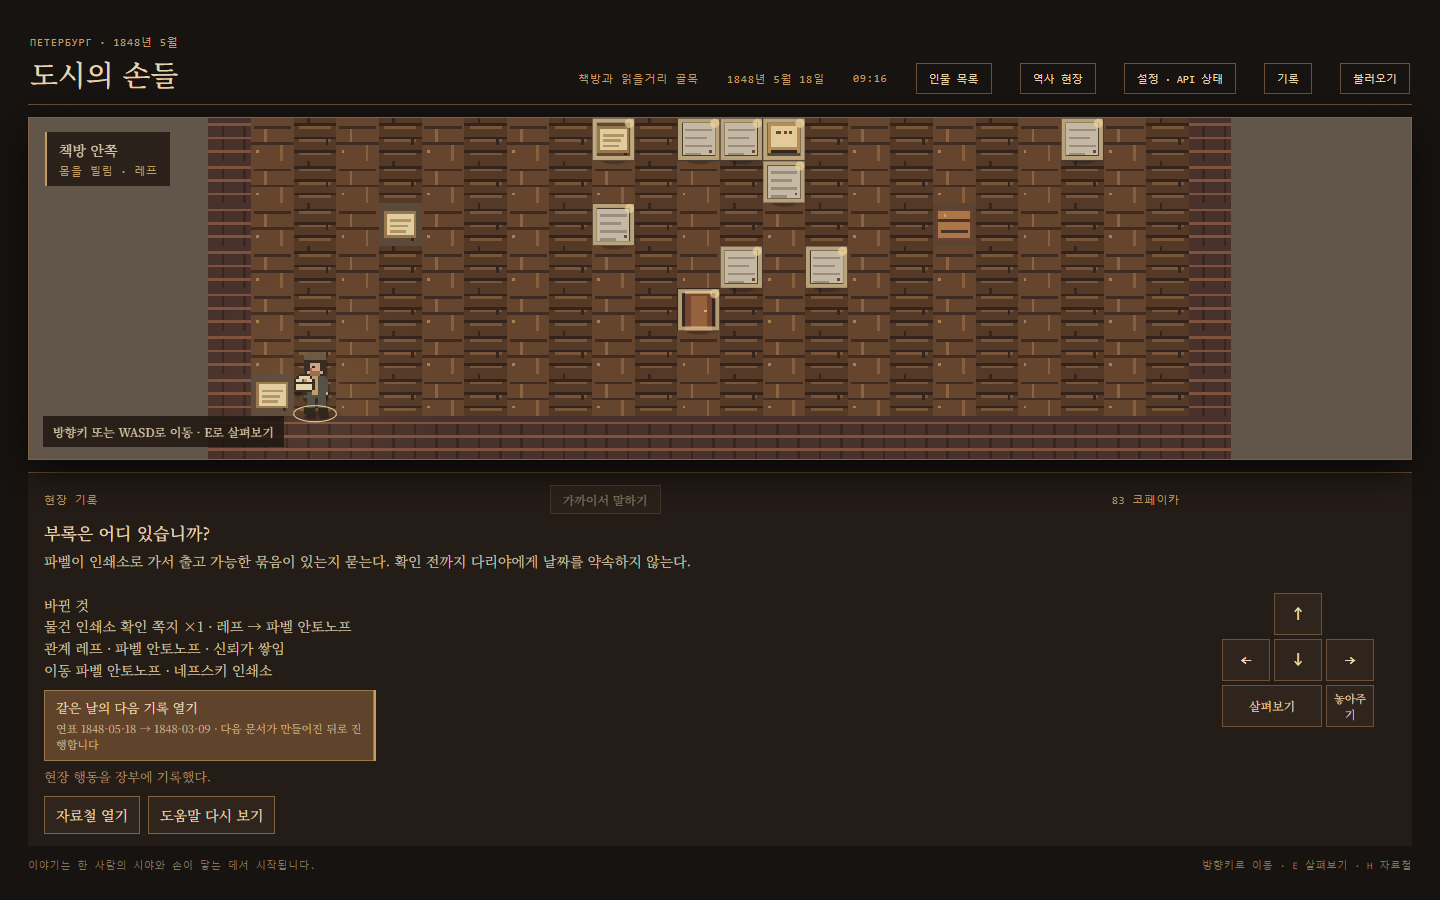 ПЕТЕРБУРГ · 1848년 5월
도시의 손들
책방과 읽을거리 골목
1848년 5월 18일
09:16
인물 목록
역사 현장
설정 · API 상태
기록
불러오기
책방 안쪽
몸을 빌림 · 레프
방향키 또는 WASD로 이동 · E로 살펴보기
현장 기록
가까이서 말하기
83 코페이카
부록은 어디 있습니까?
파벨이 인쇄소로 가서 출고 가능한 묶음이 있는지 묻는다. 확인 전까지 다리야에게 날짜를 약속하지 않는다.
바뀐 것
물건 인쇄소 확인 쪽지 ×1 · 레프 → 파벨 안토노프
관계 레프 · 파벨 안토노프 · 신뢰가 쌓임
이동 파벨 안토노프 · 네프스키 인쇄소
같은 날의 다음 기록 열기
연표 1848-05-18 → 1848-03-09 · 다음 문서가 만들어진 뒤로 진
행합니다
현장 행동을 장부에 기록했다.
자료철 열기
도움말 다시 보기
↑
← ↓ →
살펴보기
놓아주
기
이야기는 한 사람의 시야와 손이 닿는 데서 시작됩니다.
방향키로 이동 · E 살펴보기 · H 자료철